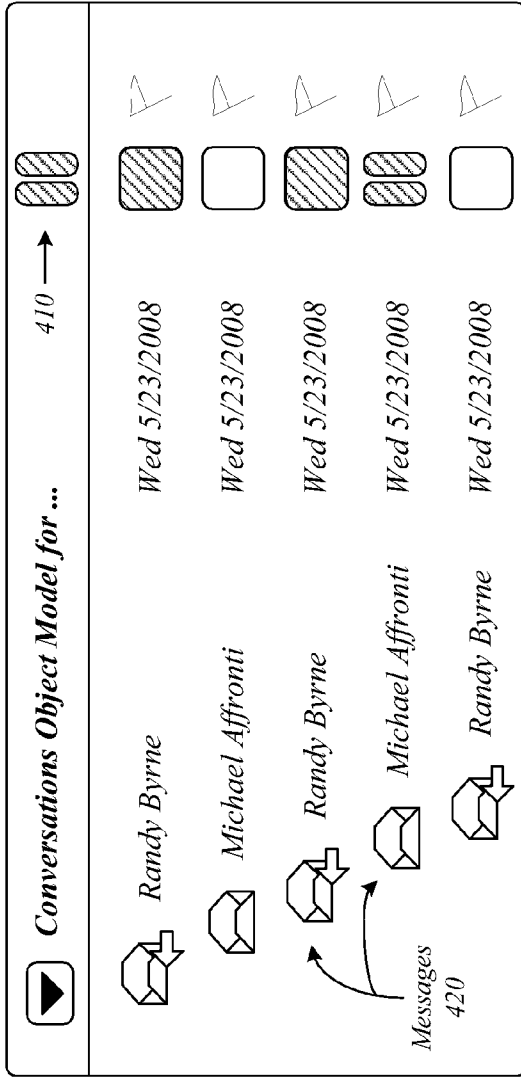 Conversations Object Model for ...
410
Randy Byrne Wed 5/23/2008
Michael Affronti Wed 5/23/2008
Randy Byrne Wed 5/23/2008
Michael Affronti Wed 5/23/2008
Randy Byrne Wed 5/23/2008
Messages
420